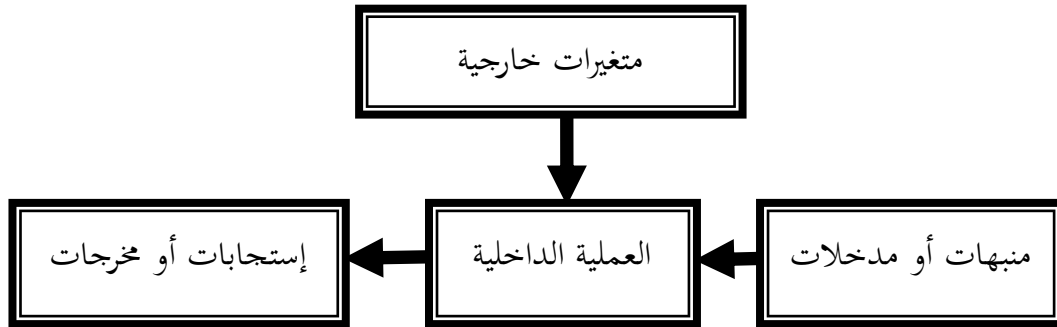 متغيرات خارجية
منبهات أو مدخلات
العملية الداخلية
إستجابات أو مخرجات